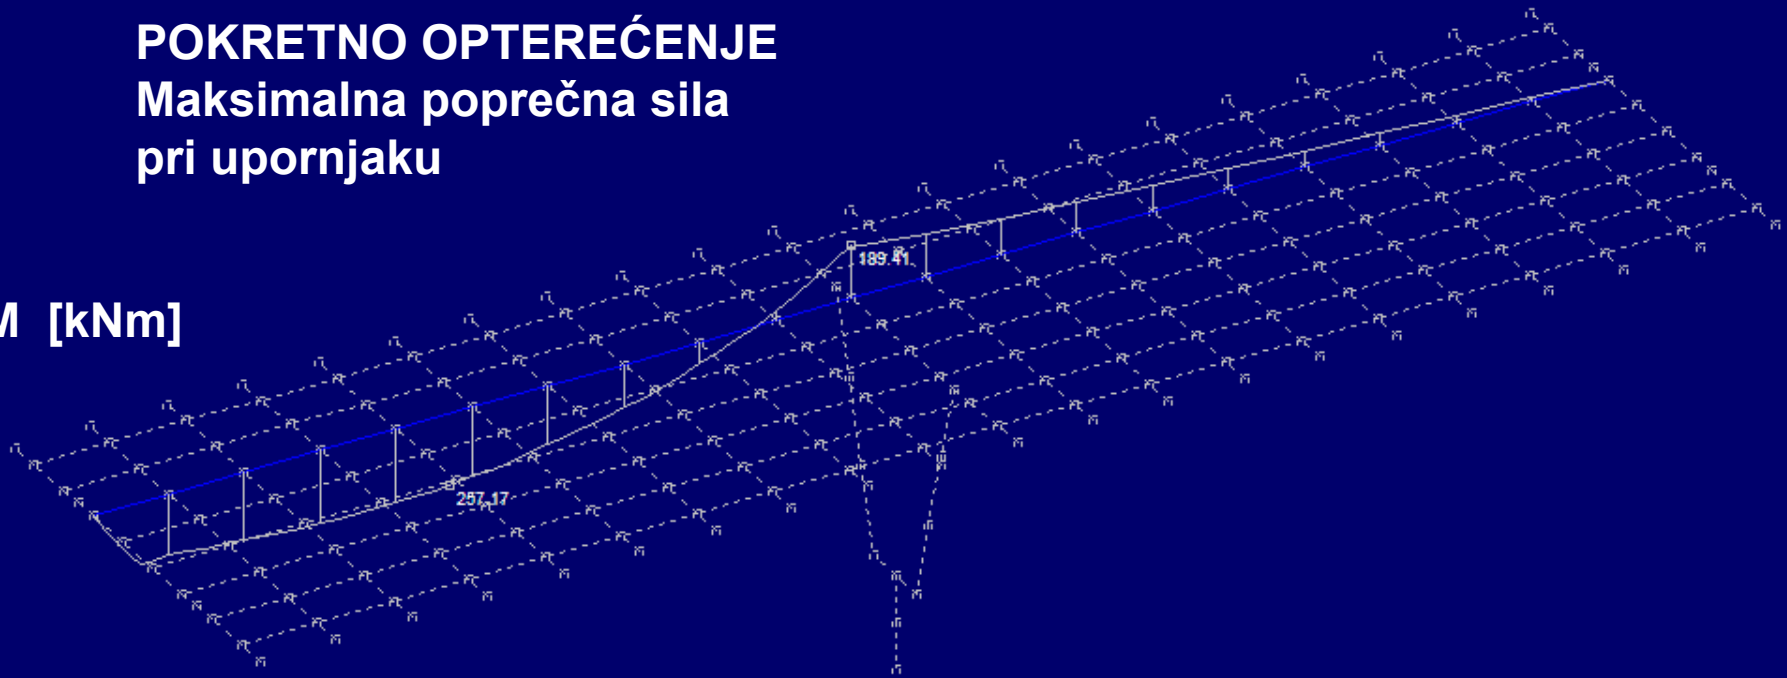 POKRETNO OPTEREĆENJE
Maksimalna poprečna sila
pri upornjaku
189.41
M [kNm]
257.17